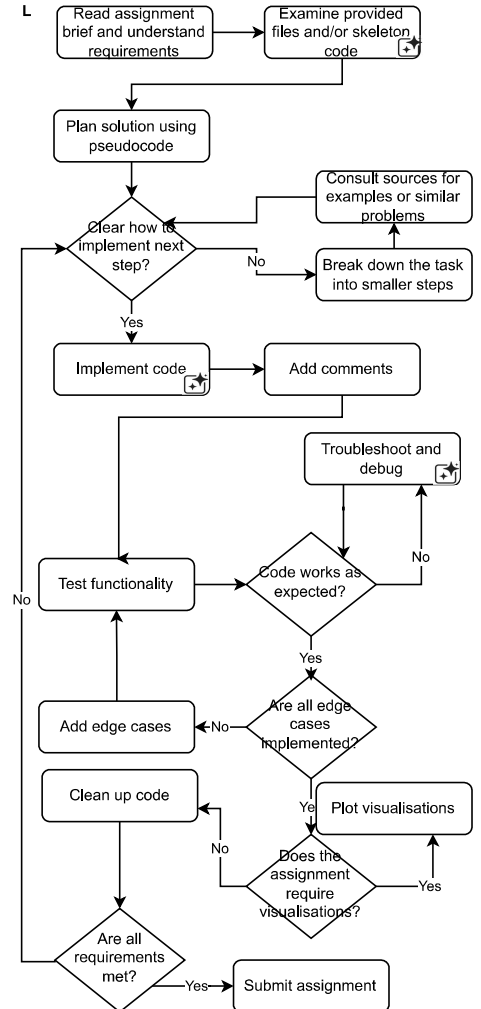 L
Read assignment
brief and understand
requirements
Examine provided
files and/or skeleton
code
Plan solution using
pseudocode
Consult sources for
examples or similar
problems
Clear how to
implement next
step?
No
Break down the task
into smaller steps
Yes
Implement code
Add comments
Troubleshoot and
debug
No
Test functionality
Code works as
expected?
No
Yes
Add edge cases
No
Are all edge
cases
implemented?
Clean up code
Ye
Plot visualisations
No
Does the
assignment
require
visualisations?
Yes
Are all
requirements
met?
Yes
Submit assignment